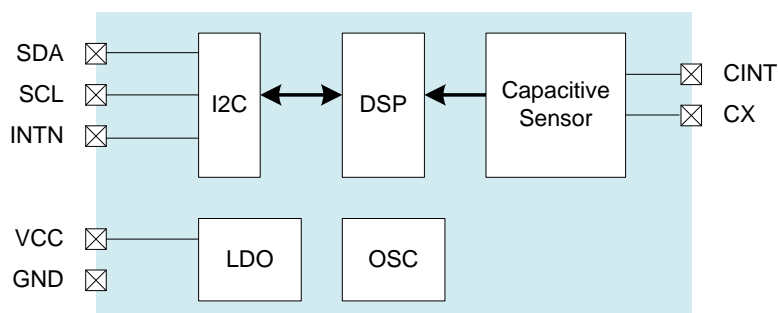 SDA
SCL
INTN
I2C
DSP
Capacitive
Sensor
CINT
CX
VCC
GND
LDO
OSC